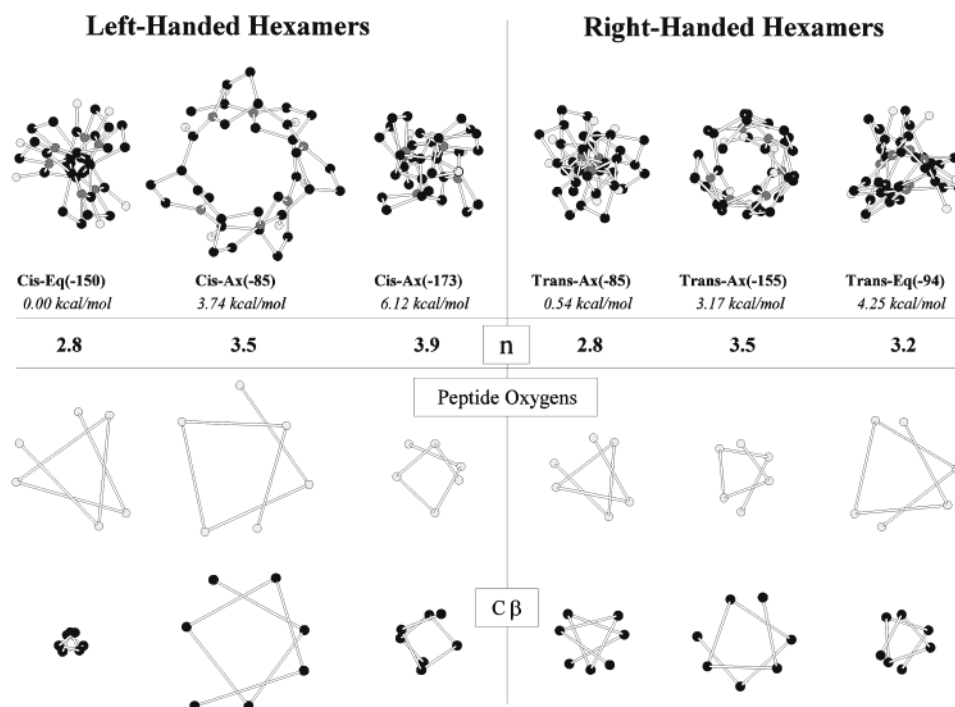 Left-Handed Hexamers
Right-Handed Hexamers
Cis-Eq(-150)
Cis-Ax(-85)
Cis-Ax(-173)
Trans-Ax(-85)
Trans-Ax(-155)
Trans-Eq(-94)
0.00 kcal/mol
3.74 kcal/mol
6.12 kcal/mol
0.54 kcal/mol
3.17 kcal/mol
4.25 kcal/mol
2.8
3.5
3.9
n
2.8
3.5
3.2
Peptide Oxygens
C β